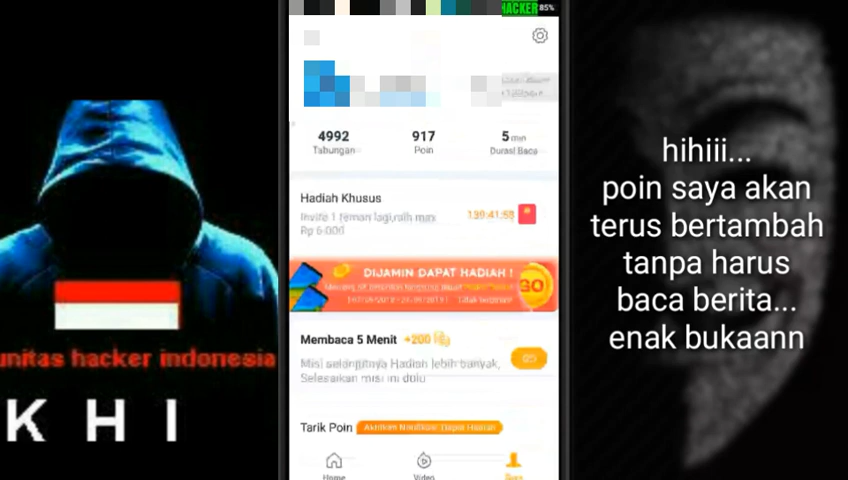 unitas hacker indonesia
K H I
HACKER
85%
4992
917
5 min
Tabungan
Poin
Durasi Baca
Hadiah Khusus
Invite 1 teman lagi,raih max
Rp 6.000
139:41:53
DIJAMIN DAPAT HADIAH !
GO
Membaca 5 Menit +200
Misi selanjutnya Hadiah lebih banyak,
Selesaikan misi ini dulu
Tarik Poin
Home
Video
hihiii...
poin saya akan
terus bertambah
tanpa harus
baca berita...
enak bukaann